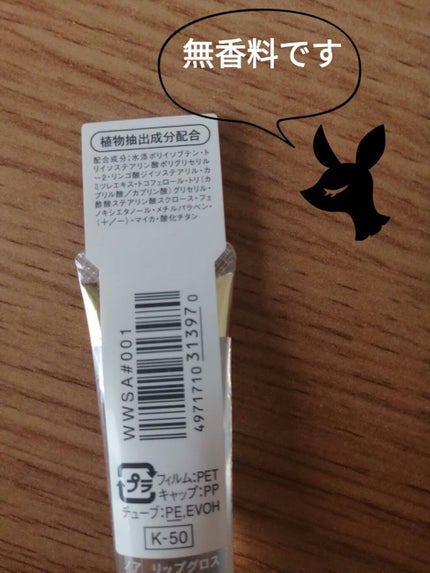 無香料です
植物抽出成分配合
配合成分:水添ポリイソブテン・ト
リイソステアリン酸ポリグリセリル
ー2・リンゴ酸ジイソステアリル・カ
ミツレエキス・トコフェロール・トリ(カ
プリル酸/カプリン酸)グリセリル・
酢酸ステアリン酸スクロース・フェ
ノキシエタノール・メチルパラベン・
(+/ー)・マイカ・酸化チタン
WWSA#001
4971710313970
プラ
フィルム:PET
キャップ:PP
チューブ:PE,EVOH
K-50
ノア リップグロス